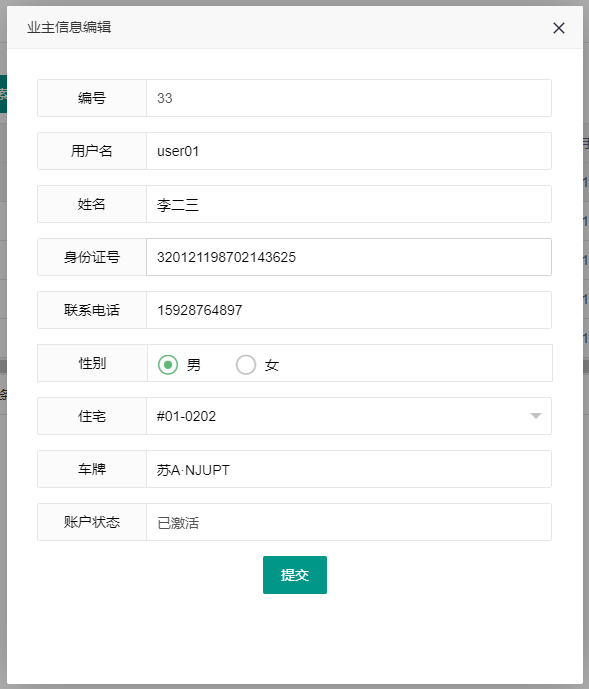 业主信息编辑
编号 33
用户名 user01
姓名 李二三
身份证号 320121198702143625
联系电话 15928764897
性别 男 女
住宅 #01-0202
车牌 苏A·NJUPT
账户状态 已激活
提交